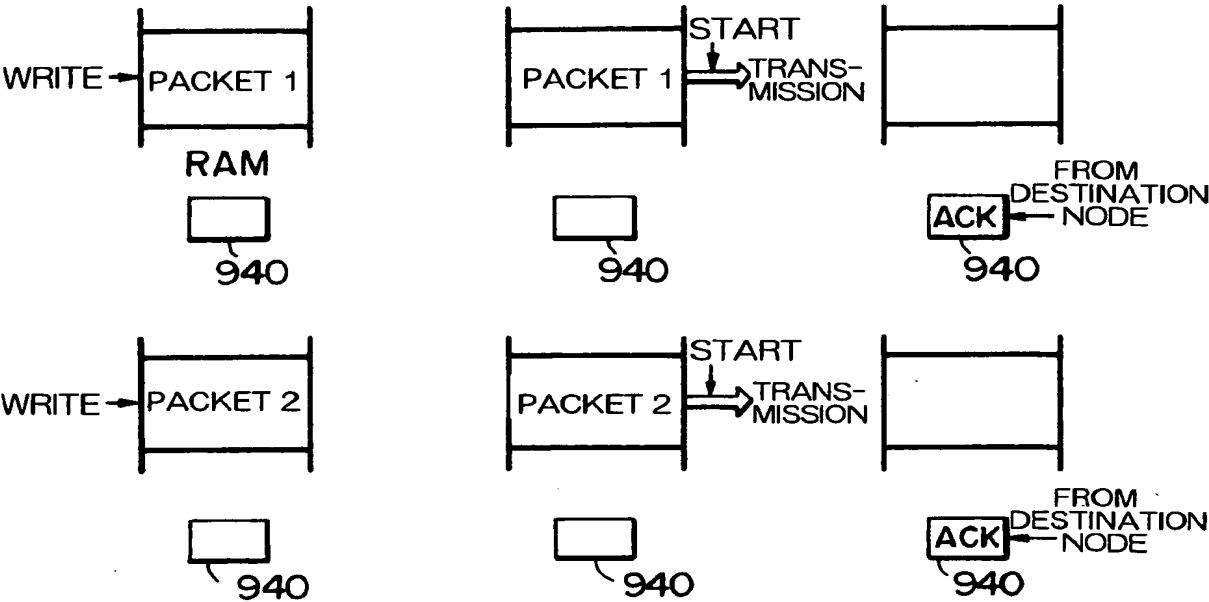 START
WRITE
PACKET 1
PACKET 1
TRANS-
MISSION
RAM
FROM
DESTINATION
NODE
ACK
940
940
940
START
WRITE
PACKET 2
PACKET 2
TRANS-
MISSION
FROM
DESTINATION
NODE
ACK
940
940
940